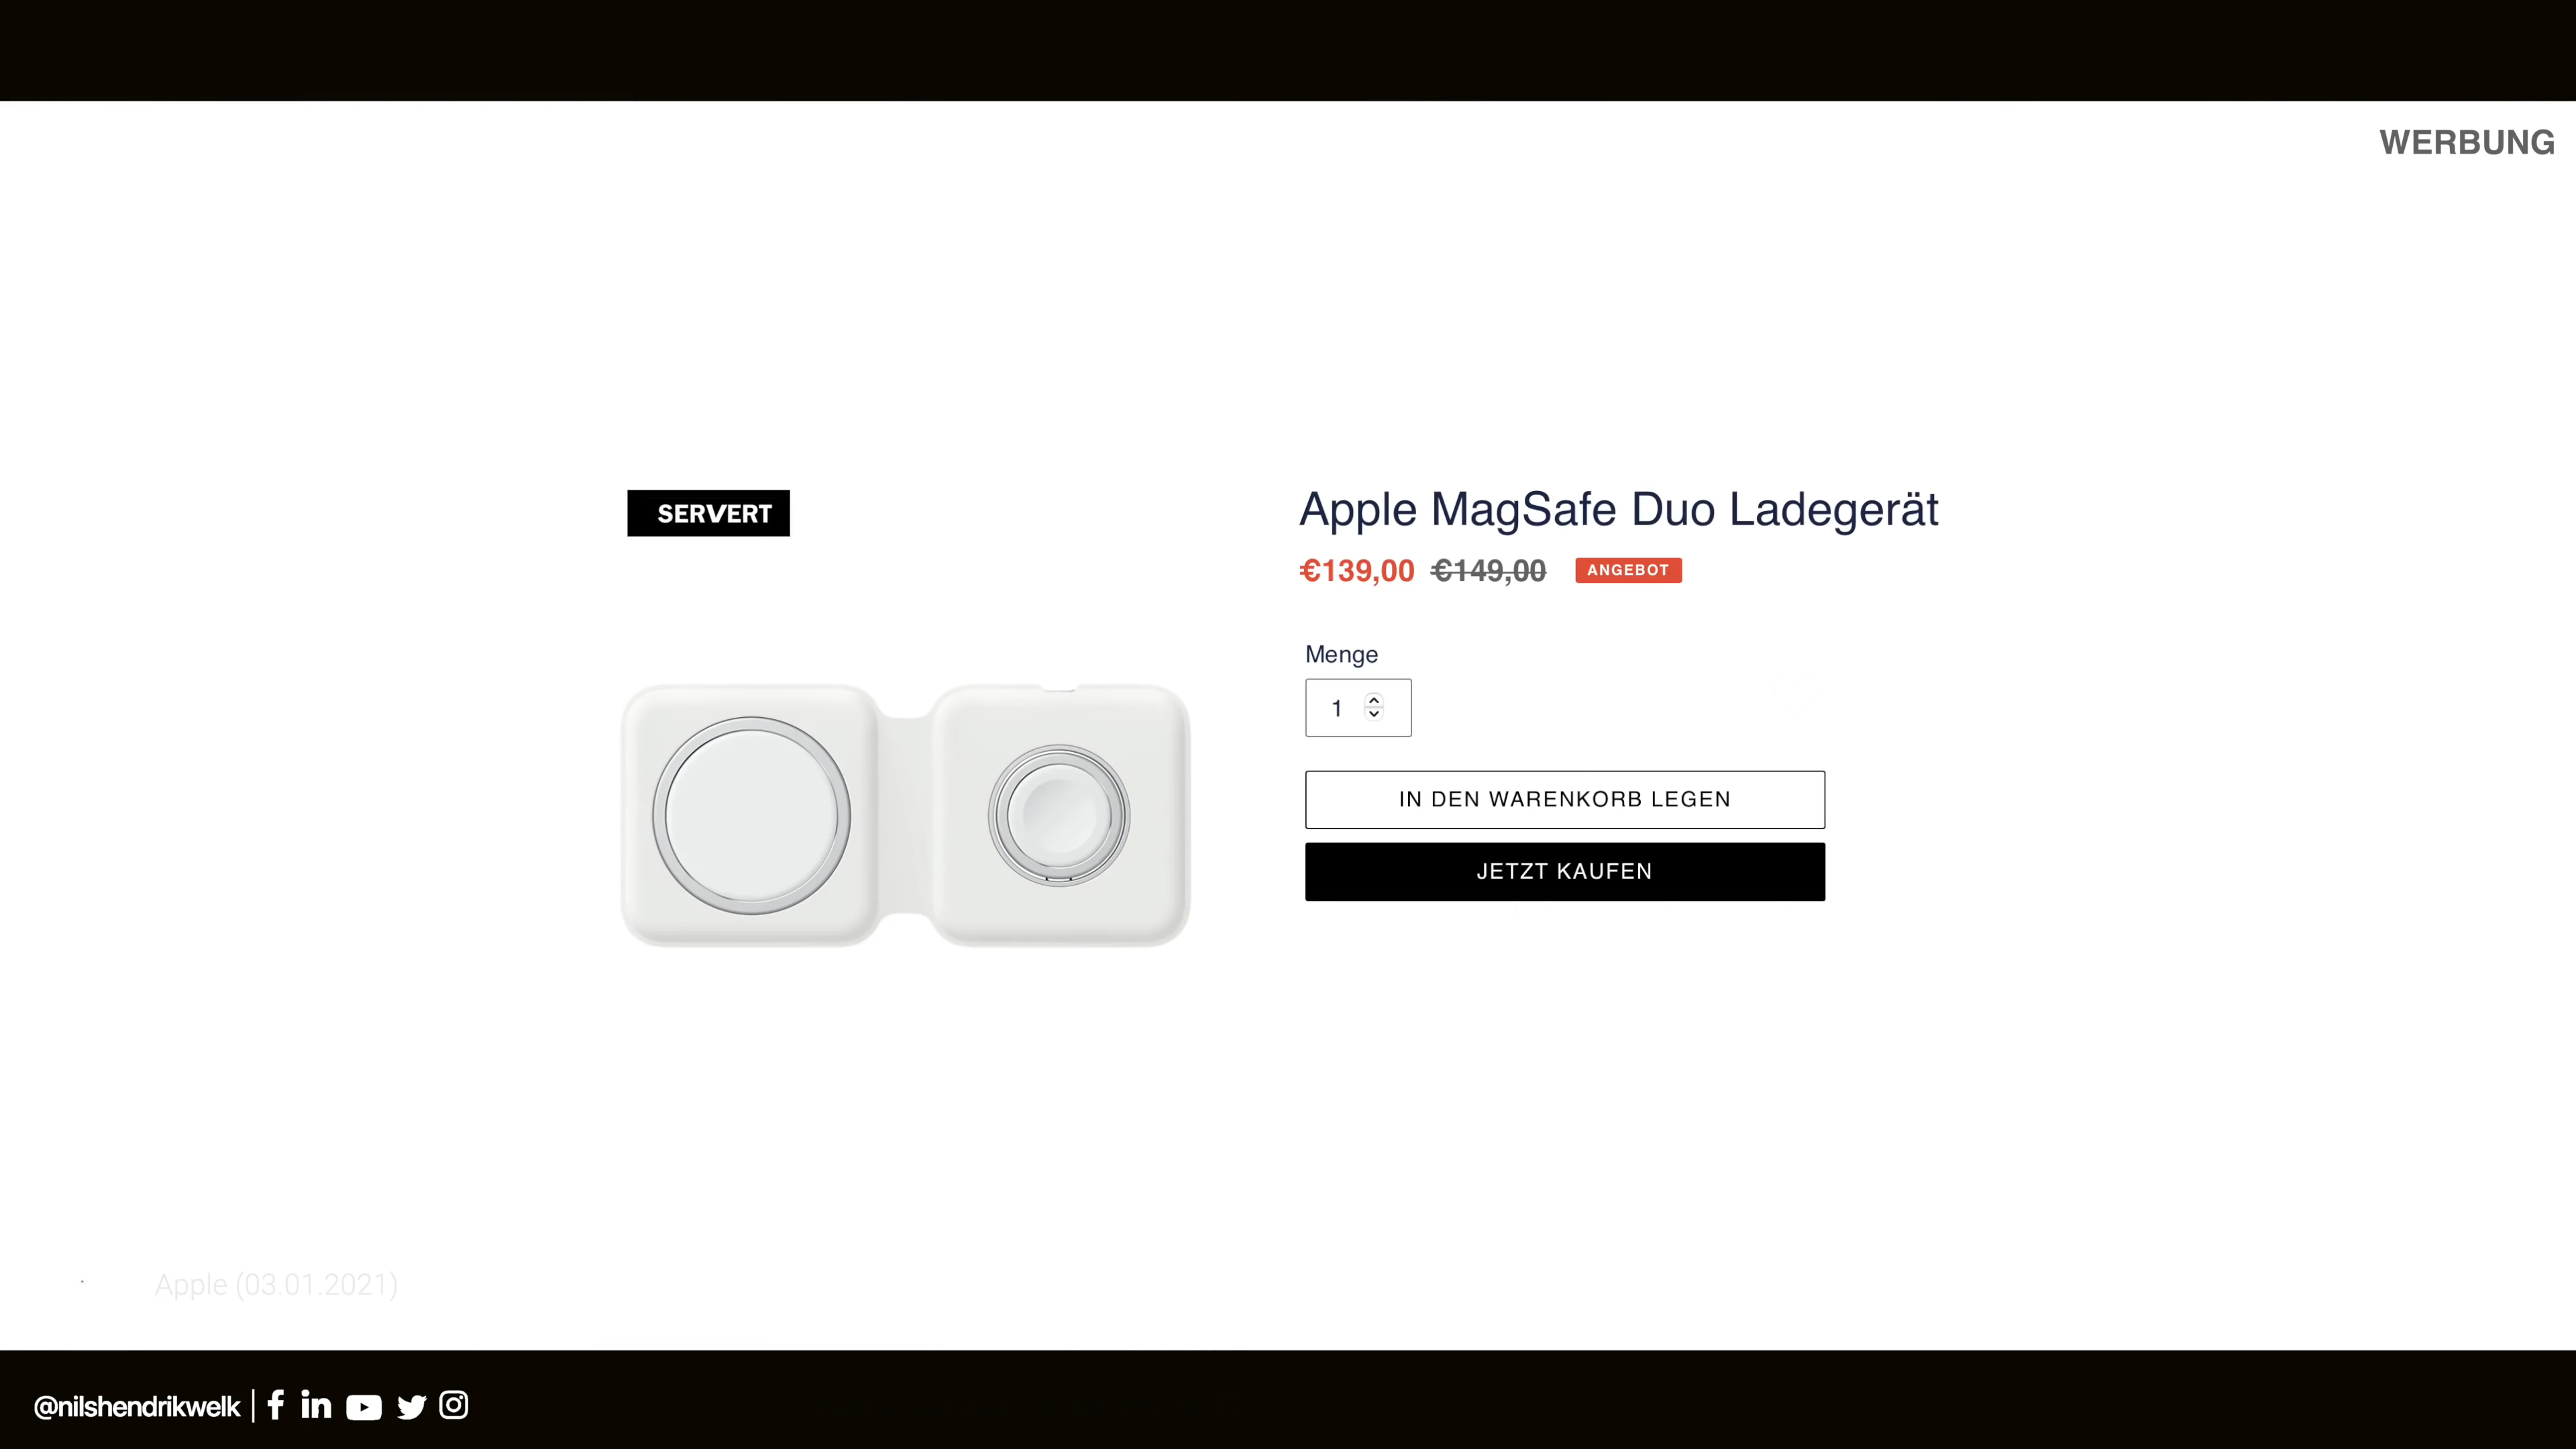 WERBUNG
SERVERT
Apple MagSafe Duo Ladegerät
€139,00 €149,00 ANGEBOT
Menge
1
IN DEN WARENKORB LEGEN
JETZT KAUFEN
Apple (03.01.2021)
@nilshendrikwelk